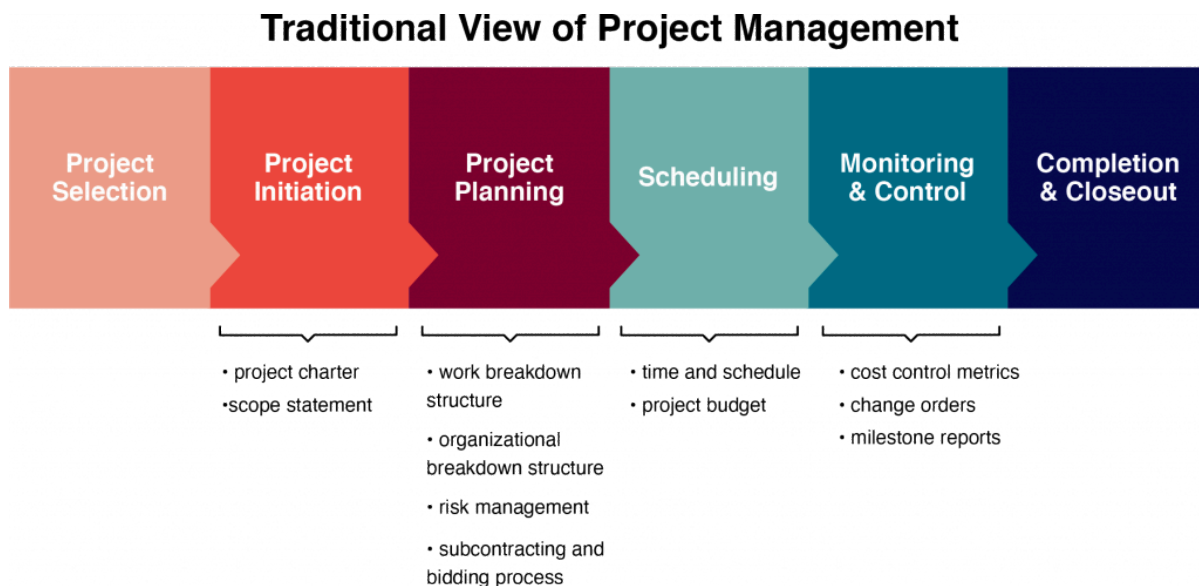 Traditional View of Project Management
Project
Selection
Project
Initiation
Project
Planning
Scheduling
Monitoring
& Control
Completion
& Closeout
• project charter
•scope statement
• work breakdown
structure
• organizational
breakdown structure
• risk management
• subcontracting and
bidding process
• time and schedule
• project budget
• cost control metrics
• change orders
• milestone reports